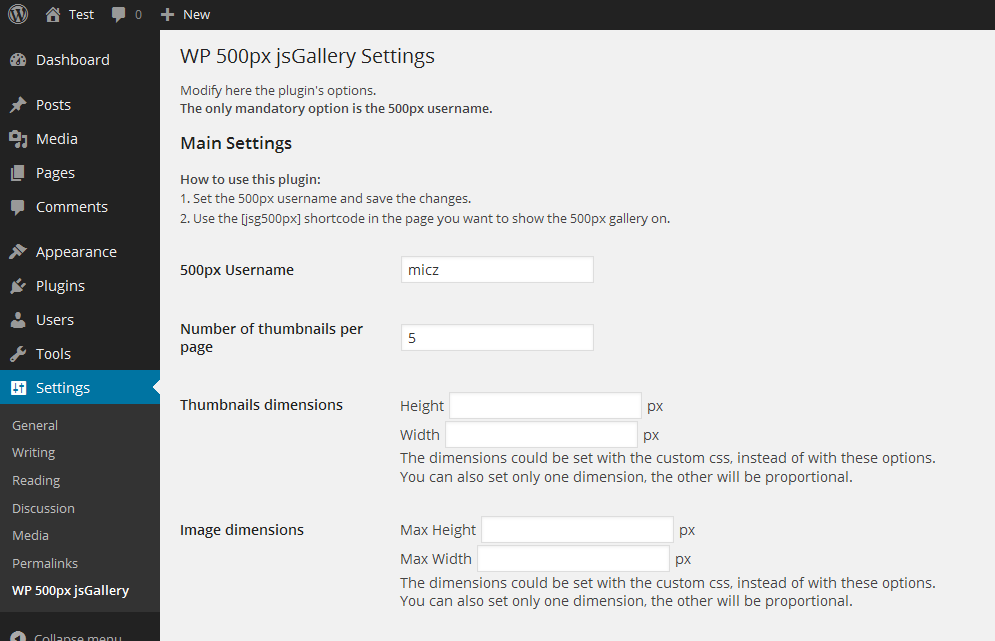 Test 0 New
Dashboard
Posts
Media
Pages
Comments
Appearance
Plugins
Users
Tools
Settings
General
Writing
Reading
Discussion
Media
Permalinks
WP 500px jsGallery
Collapse menu
WP 500px jsGallery Settings
Modify here the plugin's options.
The only mandatory option is the 500px username.
Main Settings
How to use this plugin:
1. Set the 500px username and save the changes.
2. Use the [jsg500px] shortcode in the page you want to show the 500px gallery on.
500px Username micz
Number of thumbnails per
page
5
Thumbnails dimensions
Height px
Width px
The dimensions could be set with the custom css, instead of with these options.
You can also set only one dimension, the other will be proportional.
Image dimensions
Max Height px
Max Width px
The dimensions could be set with the custom css, instead of with these options.
You can also set only one dimension, the other will be proportional.